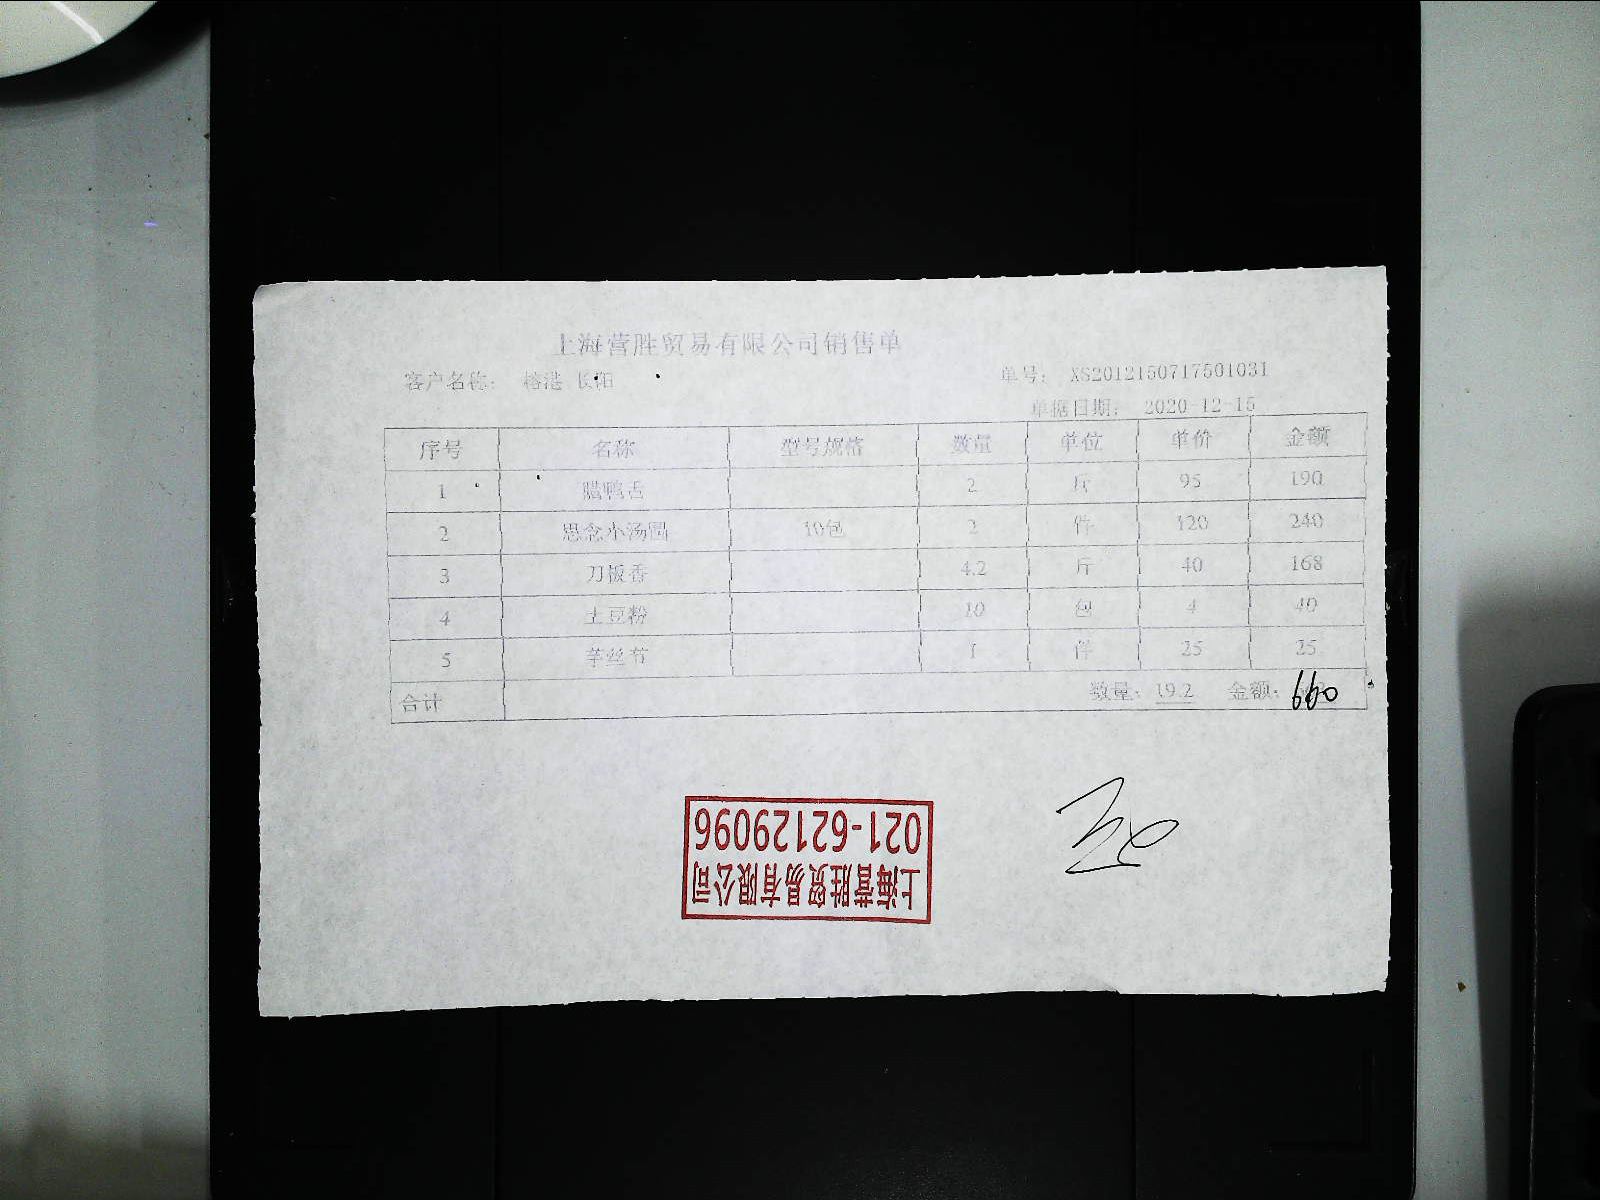 上海营胜贸易有限公司销售单
客户名称: 榕港 长阳 单号: XS2012150717501031
单据日期: 2020-12-15
序号 名称 型号规格 数量 单位 单价 金额
1 腊鸭舌 2 斤 95 190
2 思念小汤圆 10包 2 件 120 240
3 刀板香 4.2 斤 40 168
4 土豆粉 10 包 4 40
5 芋丝节 1 件 25 25
合计 数量: 19.2 金额: 660
021-62129096
上海营胜贸易有限公司